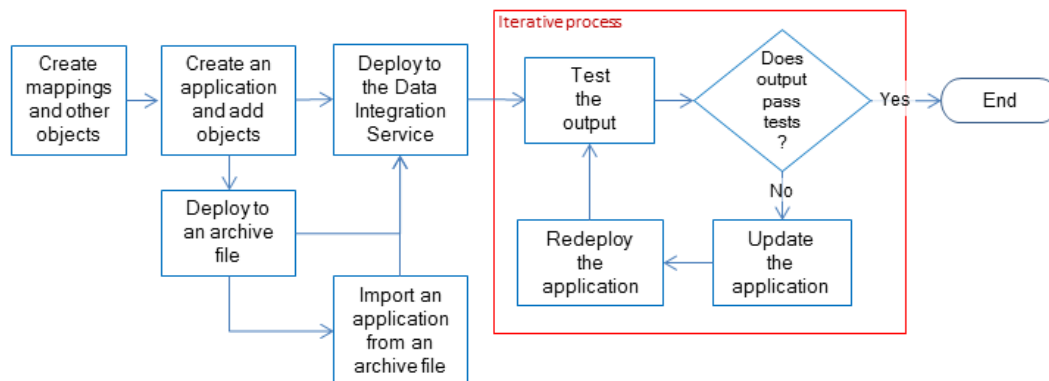 Iterative process
Create
mappings
and other
objects
Create an
application
and add
objects
Deploy to
the Data
Integration
Service
Test
the
output
Does
output
pass
tests
?
Yes
End
No
Deploy to
an archive
file
Redeploy
the
application
Update
the
application
Import an
application
from an
archive file